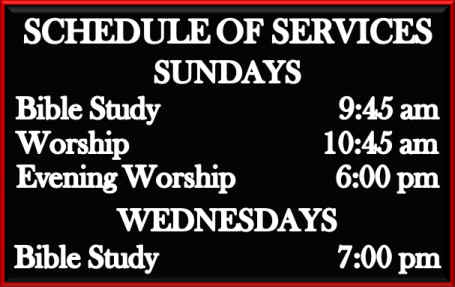 SCHEDULE OF SERVICES
SUNDAYS
Bible Study 9:45 am
Worship 10:45 am
Evening Worship 6:00 pm
WEDNESDAYS
Bible Study 7:00 pm